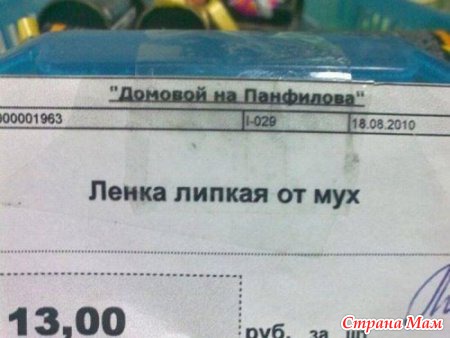 "Домовой на Панфилова"
000001963 I-029 18.08.2010
Ленка липкая от мух
13,00 руб. за
Страна Мам